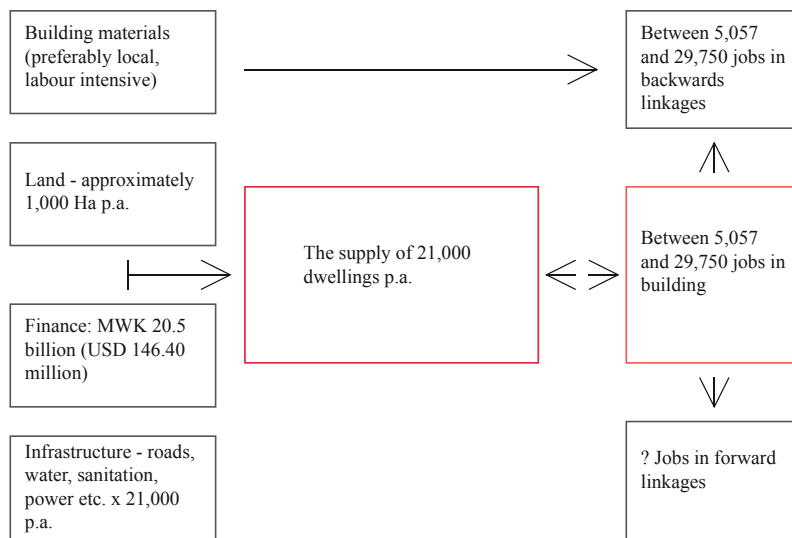 Building materials
(preferably local,
labour intensive)
Between 5,057
and 29,750 jobs in
backwards
linkages
Land - approximately
1,000 Ha p.a.
The supply of 21,000
dwellings p.a.
Between 5,057
and 29,750 jobs in
building
Finance: MWK 20.5
billion (USD 146.40
million)
Infrastructure - roads,
water, sanitation,
power etc. x 21,000
p.a.
? Jobs in forward
linkages